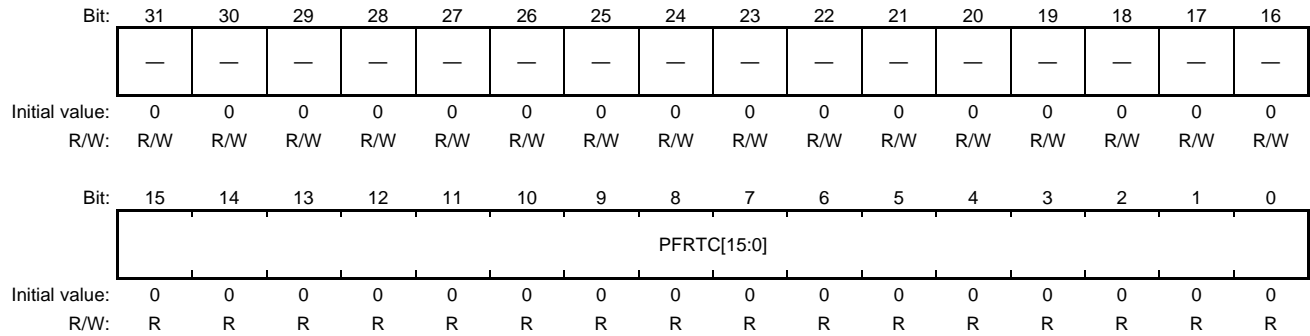 Bit: 31 30 29 28 27 26 25 24 23 22 21 20 19 18 17 16
— — — — — — — — — — — — — — — —
Initial value: 0 0 0 0 0 0 0 0 0 0 0 0 0 0 0 0
R/W: R/W R/W R/W R/W R/W R/W R/W R/W R/W R/W R/W R/W R/W R/W R/W R/W
Bit: 15 14 13 12 11 10 9 8 7 6 5 4 3 2 1 0
PFRTC[15:0]
Initial value: 0 0 0 0 0 0 0 0 0 0 0 0 0 0 0 0
R/W: R R R R R R R R R R R R R R R R